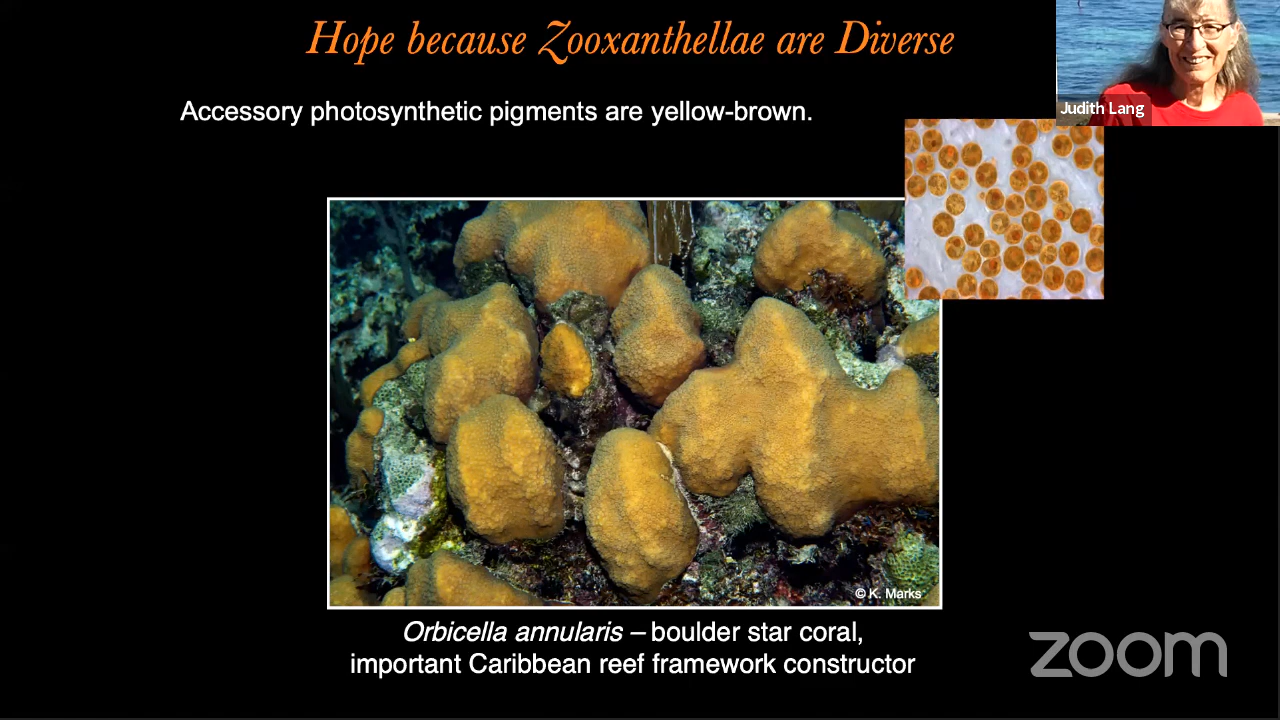 Hope because Zooxanthellae are Diverse
Accessory photosynthetic pigments are yellow-brown.
Judith Lang
© K. Marks
Orbicella annularis – boulder star coral,
important Caribbean reef framework constructor
zoom